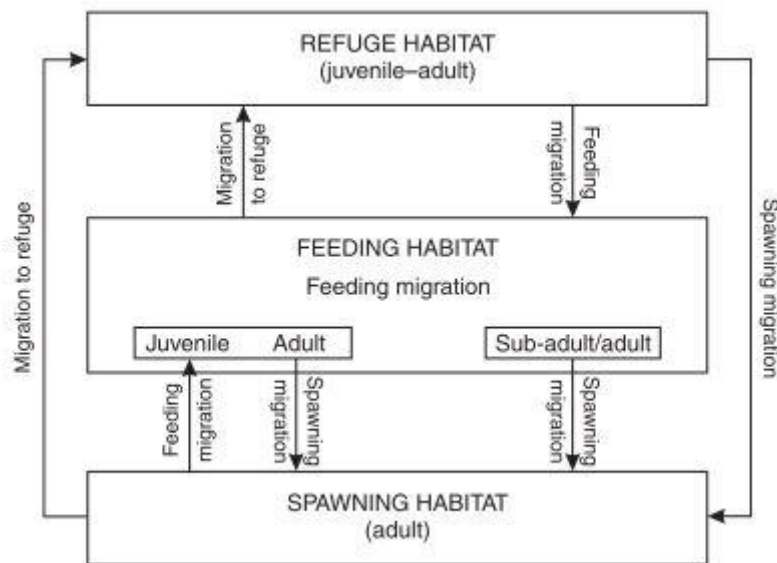 REFUGE HABITAT
(juvenile–adult)
Migration
to refuge
Feeding
migration
Migration to refuge
Spawning migration
FEEDING HABITAT
Feeding migration
Juvenile Adult
Sub-adult/adult
Feeding
migration
Spawning
migration
Spawning
migration
SPAWNING HABITAT
(adult)